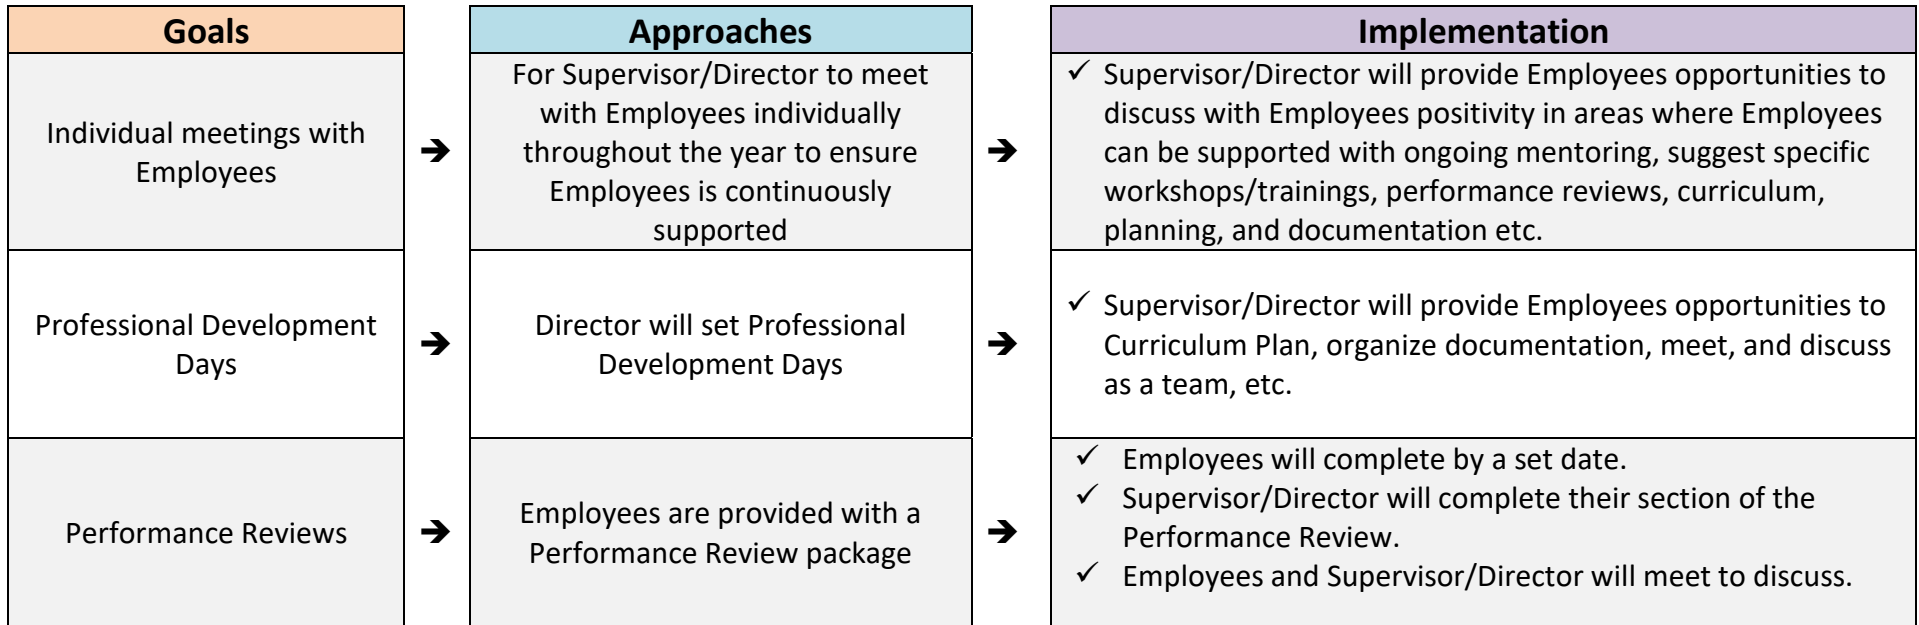 Goals
Approaches
Implementation
Individual meetings with
Employees
➔
For Supervisor/Director to meet
with Employees individually
throughout the year to ensure
Employees is continuously
supported
➔
✓ Supervisor/Director will provide Employees opportunities to
discuss with Employees positivity in areas where Employees
can be supported with ongoing mentoring, suggest specific
workshops/trainings, performance reviews, curriculum,
planning, and documentation etc.
Professional Development
Days
➔
Director will set Professional
Development Days
➔
✓ Supervisor/Director will provide Employees opportunities to
Curriculum Plan, organize documentation, meet, and discuss
as a team, etc.
Performance Reviews
➔
Employees are provided with a
Performance Review package
➔
✓ Employees will complete by a set date.
✓ Supervisor/Director will complete their section of the
Performance Review.
✓ Employees and Supervisor/Director will meet to discuss.